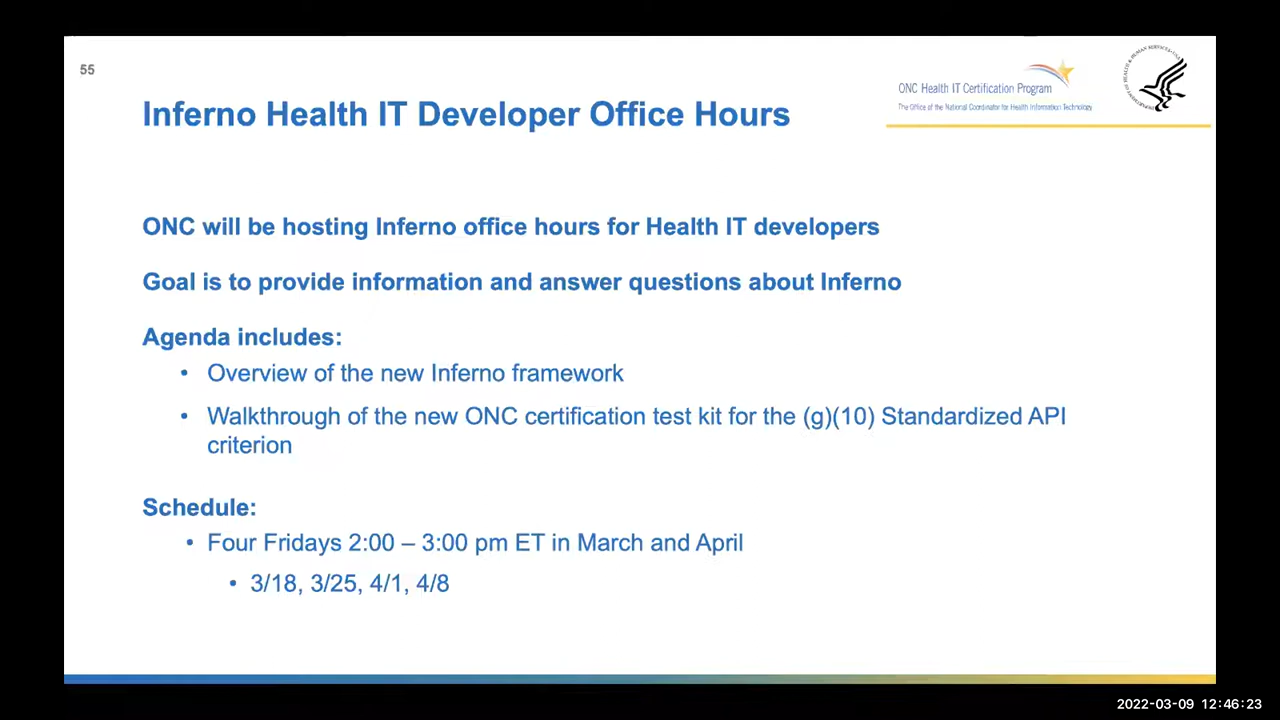 55
Inferno Health IT Developer Office Hours
ONC Health IT Certification Program
The Office of the National Coordinator for Health Information Technology
ONC will be hosting Inferno office hours for Health IT developers
Goal is to provide information and answer questions about Inferno
Agenda includes:
• Overview of the new Inferno framework
• Walkthrough of the new ONC certification test kit for the (g)(10) Standardized API
criterion
Schedule:
• Four Fridays 2:00 – 3:00 pm ET in March and April
• 3/18, 3/25, 4/1, 4/8
2022-03-09 12:46:23